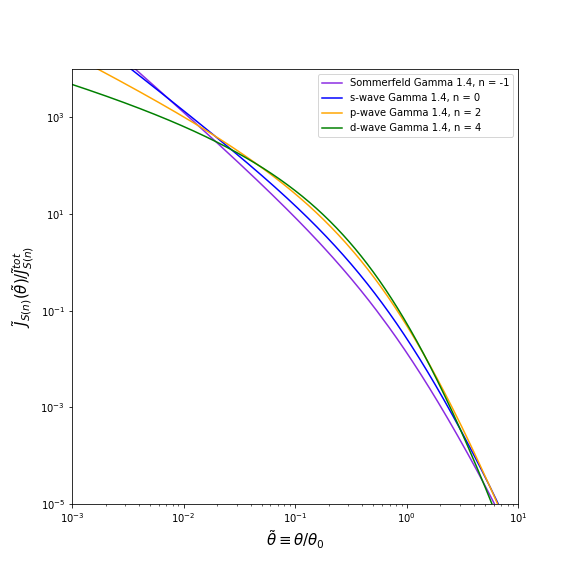 Sommerfeld Gamma 1.4, n = -1
s-wave Gamma 1.4, n = 0
p-wave Gamma 1.4, n = 2
d-wave Gamma 1.4, n = 4
10³
10¹
10⁻¹
10⁻³
10⁻⁵
J̃_{S(n)}(θ̃)/J̃^{tot}_{S(n)}
10⁻³ 10⁻² 10⁻¹ 10⁰ 10¹
θ̃ ≡ θ/θ₀